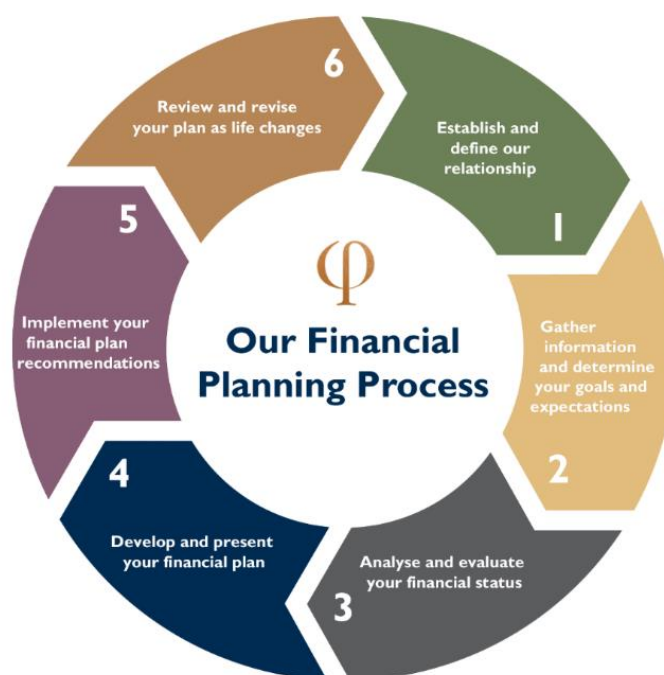 φ
Our Financial
Planning Process
1
Establish and
define our
relationship
2
Gather
information
and determine
your goals and
expectations
3
Analyse and evaluate
your financial status
4
Develop and present
your financial plan
5
Implement your
financial plan
recommendations
6
Review and revise
your plan as life changes